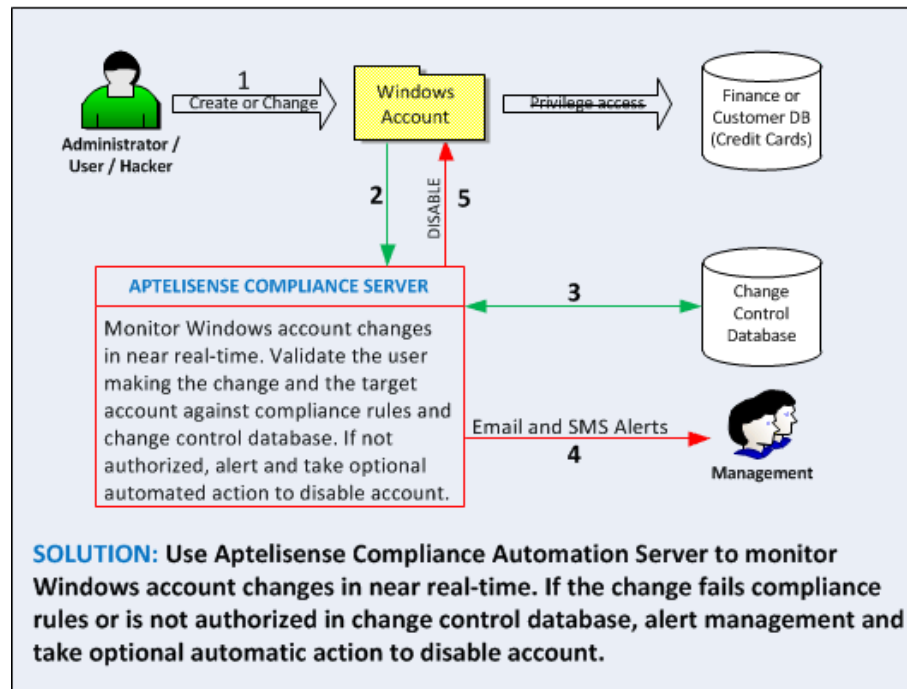 1
Create or Change
Administrator /
User / Hacker
Windows
Account
Privilege access
Finance or
Customer DB
(Credit Cards)
2
DISABLE
5
APTELISENSE COMPLIANCE SERVER
Monitor Windows account changes
in near real-time. Validate the user
making the change and the target
account against compliance rules and
change control database. If not
authorized, alert and take optional
automated action to disable account.
3
Change
Control
Database
Email and SMS Alerts
4
Management
SOLUTION: Use Aptelisense Compliance Automation Server to monitor
Windows account changes in near real-time. If the change fails compliance
rules or is not authorized in change control database, alert management and
take optional automatic action to disable account.